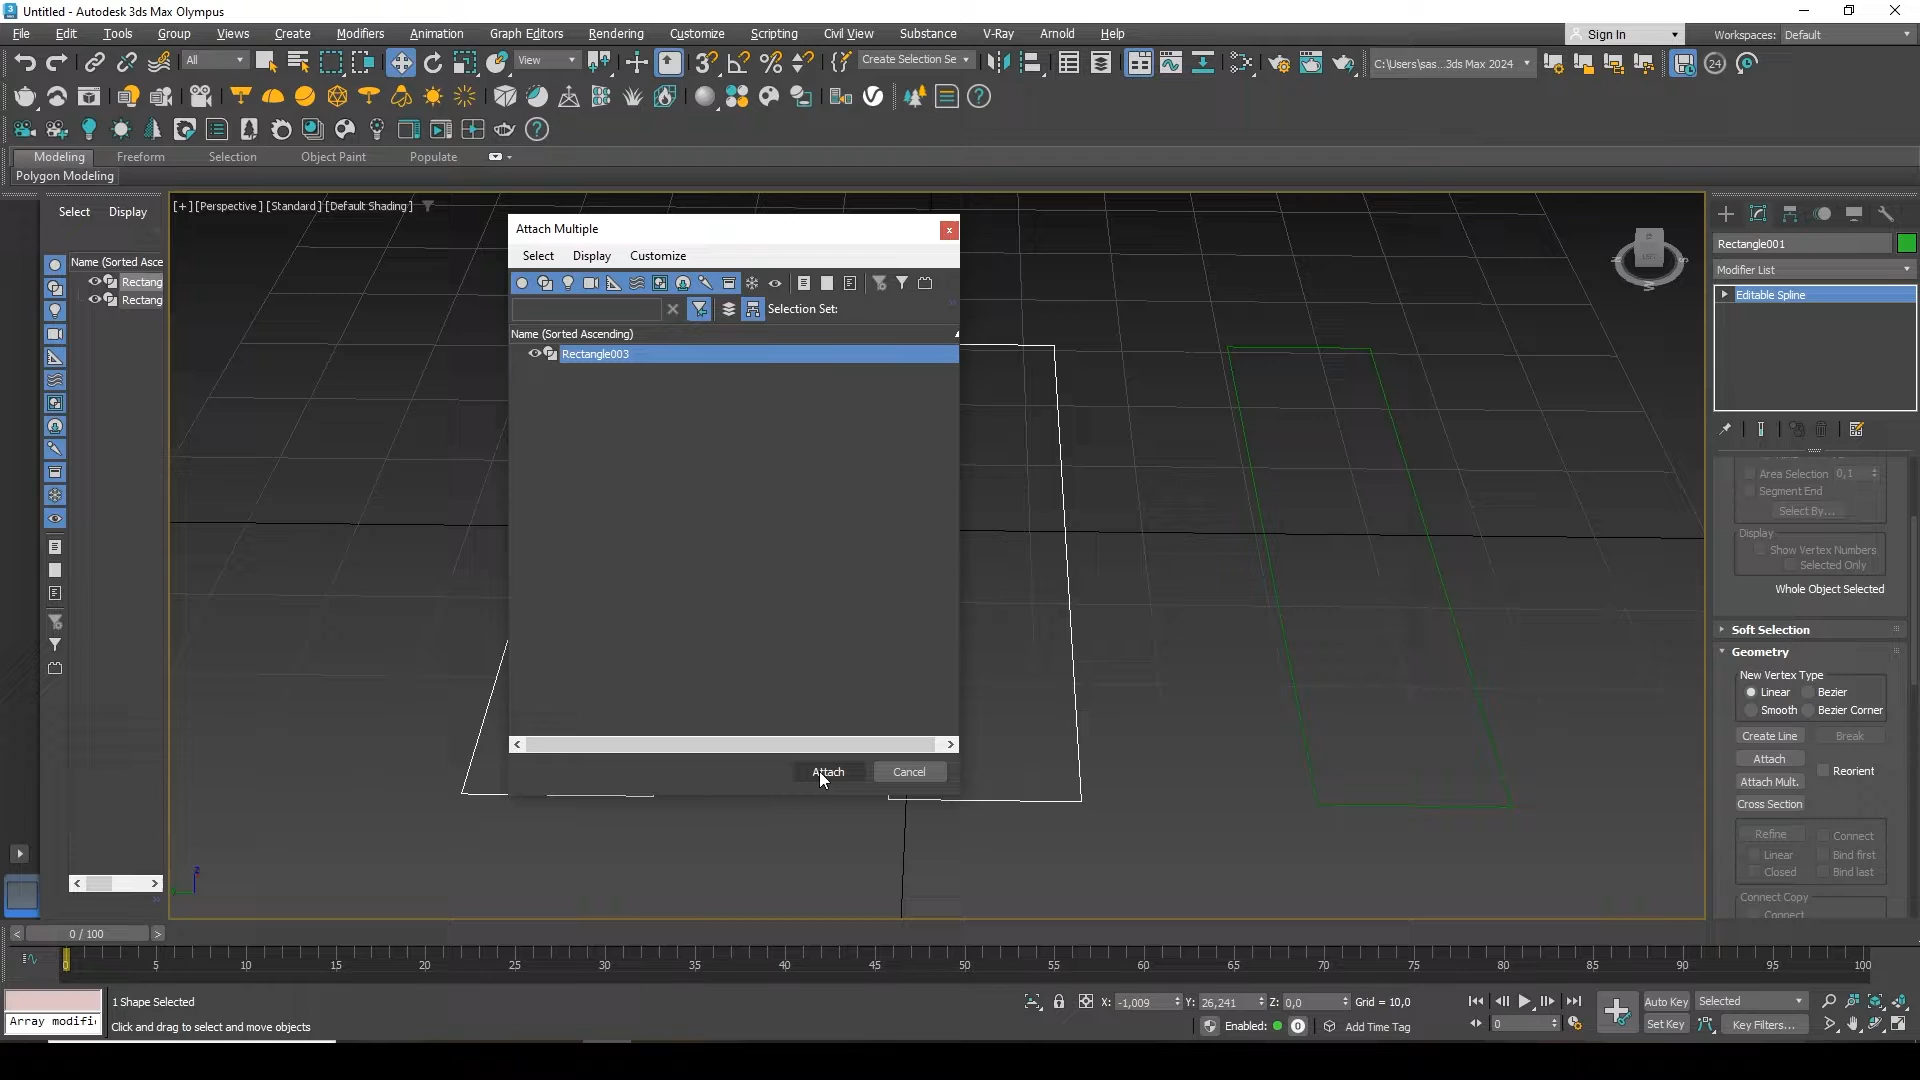 Untitled - Autodesk 3ds Max Olympus
File Edit Tools Group Views Create Modifiers Animation Graph Editors Rendering Customize Scripting Civil View Substance V-Ray Arnold Help
Sign In
Workspaces: Default
All
View
Create Selection Se
C:\Users\sas...3ds Max 2024
24
Modeling Freeform Selection Object Paint Populate
Polygon Modeling
Select Display
Name (Sorted Asce
Rectang
Rectang
[+] [Perspective ] [Standard ] [Default Shading ]
Attach Multiple
Select Display Customize
Selection Set:
Name (Sorted Ascending)
Rectangle003
Attach Cancel
Rectangle001
Modifier List
Editable Spline
Area Selection 0,1
Segment End
Select By...
Display
Show Vertex Numbers
Selected Only
Whole Object Selected
Soft Selection
Geometry
New Vertex Type
Linear Bezier
Smooth Bezier Corner
Create Line Break
Attach
Reorient
Attach Mult.
Cross Section
Refine Connect
Linear Bind first
Closed Bind last
Connect Copy
Connect
0 / 100
0 5 10 15 20 25 30 35 40 45 50 55 60 65 70 75 80 85 90 95 100
1 Shape Selected
X: -1,009 Y: 26,241 Z: 0,0 Grid = 10,0
Auto Key Selected
Array modifi
Click and drag to select and move objects
Enabled: 0 Add Time Tag
0
Set Key Key Filters...